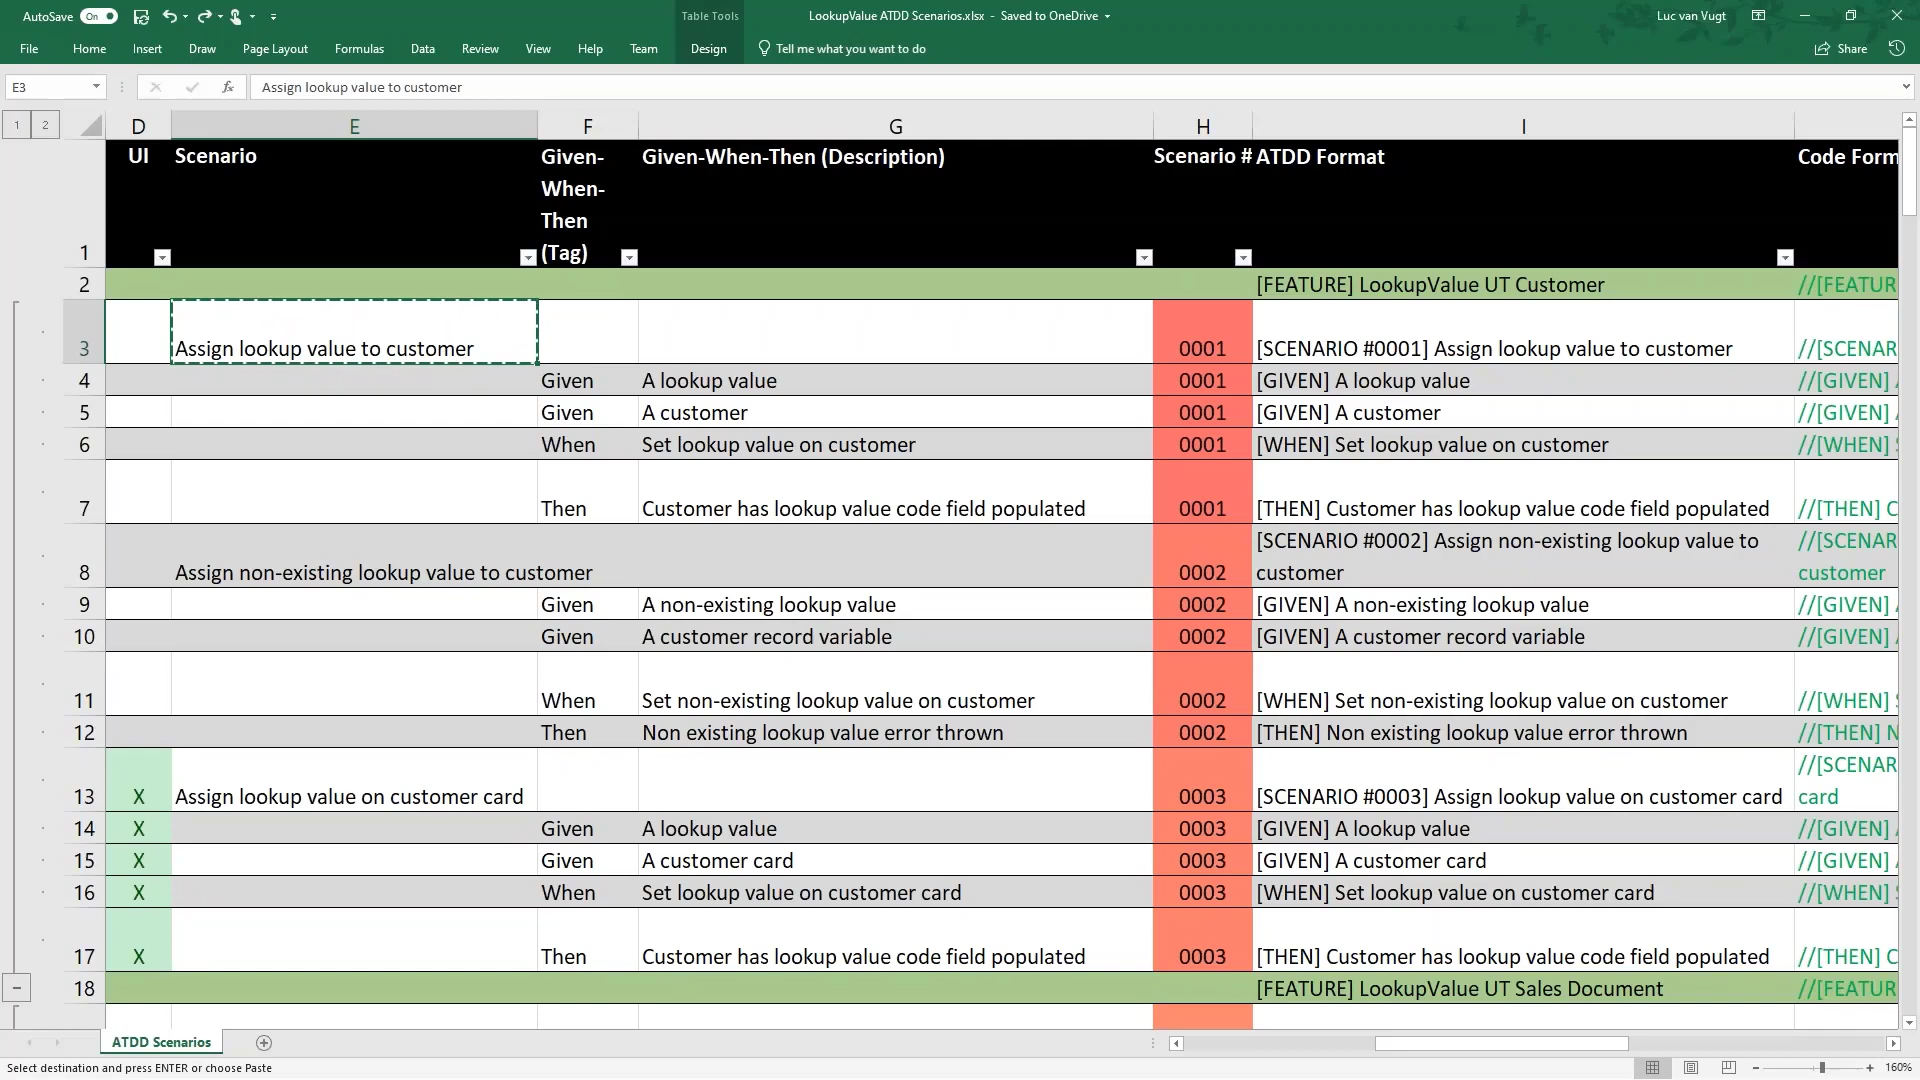 AutoSave On
Table Tools
LookupValue ATDD Scenarios.xlsx - Saved to OneDrive
Luc van Vugt
File Home Insert Draw Page Layout Formulas Data Review View Help Team Design Tell me what you want to do Share
E3 fx Assign lookup value to customer
1 2 D E F G H I
1 UI Scenario Given-When-Then (Tag) Given-When-Then (Description) Scenario # ATDD Format Code Form
2 [FEATURE] LookupValue UT Customer //[FEATUR
3 Assign lookup value to customer 0001 [SCENARIO #0001] Assign lookup value to customer //[SCENAR
4 Given A lookup value 0001 [GIVEN] A lookup value //[GIVEN]
5 Given A customer 0001 [GIVEN] A customer //[GIVEN]
6 When Set lookup value on customer 0001 [WHEN] Set lookup value on customer //[WHEN]
7 Then Customer has lookup value code field populated 0001 [THEN] Customer has lookup value code field populated //[THEN] C
[SCENARIO #0002] Assign non-existing lookup value to //[SCENAR
8 Assign non-existing lookup value to customer 0002 customer customer
9 Given A non-existing lookup value 0002 [GIVEN] A non-existing lookup value //[GIVEN]
10 Given A customer record variable 0002 [GIVEN] A customer record variable //[GIVEN]
11 When Set non-existing lookup value on customer 0002 [WHEN] Set non-existing lookup value on customer //[WHEN]
12 Then Non existing lookup value error thrown 0002 [THEN] Non existing lookup value error thrown //[THEN] N
//[SCENAR
13 X Assign lookup value on customer card 0003 [SCENARIO #0003] Assign lookup value on customer card card
14 X Given A lookup value 0003 [GIVEN] A lookup value //[GIVEN]
15 X Given A customer card 0003 [GIVEN] A customer card //[GIVEN]
16 X When Set lookup value on customer card 0003 [WHEN] Set lookup value on customer card //[WHEN]
17 X Then Customer has lookup value code field populated 0003 [THEN] Customer has lookup value code field populated //[THEN] C
18 [FEATURE] LookupValue UT Sales Document //[FEATUR
ATDD Scenarios
Select destination and press ENTER or choose Paste
160%